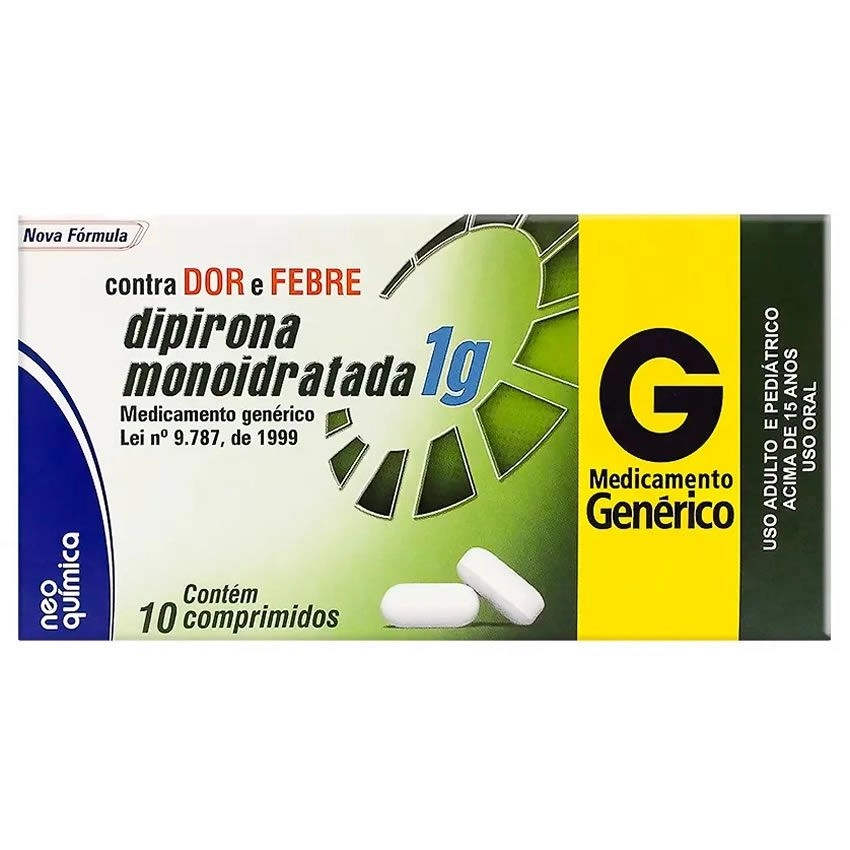 Nova Fórmula
contra DOR e FEBRE
dipirona
monoidratada 1g
Medicamento genérico
Lei nº 9.787, de 1999
Contém
10 comprimidos
neo
química
G
Medicamento
Genérico
USO ADULTO E PEDIÁTRICO
ACIMA DE 15 ANOS
USO ORAL